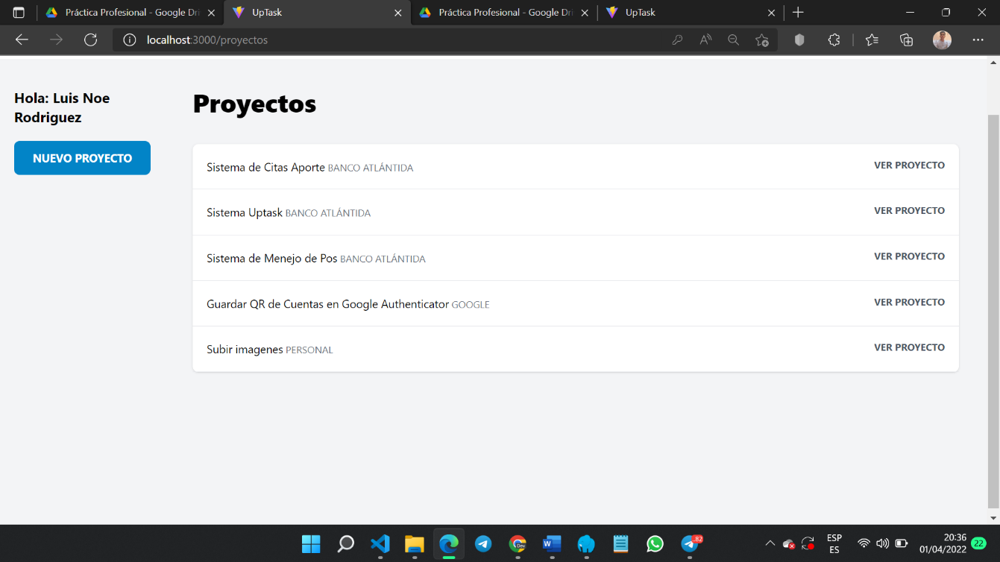 Práctica Profesional - Google Dri
UpTask
Práctica Profesional - Google Dri
UpTask
localhost:3000/proyectos
Hola: Luis Noe
Rodriguez
NUEVO PROYECTO
Proyectos
Sistema de Citas Aporte BANCO ATLÁNTIDA
VER PROYECTO
Sistema Uptask BANCO ATLÁNTIDA
VER PROYECTO
Sistema de Menejo de Pos BANCO ATLÁNTIDA
VER PROYECTO
Guardar QR de Cuentas en Google Authenticator GOOGLE
VER PROYECTO
Subir imagenes PERSONAL
VER PROYECTO
Dev
W
82
ESP
ES
20:36
01/04/2022
22